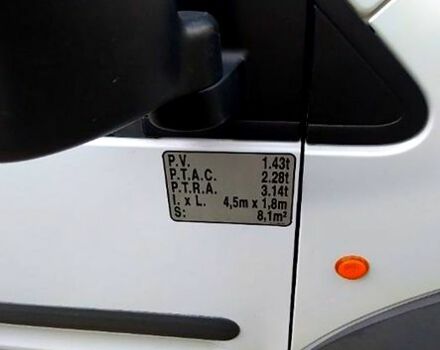 P.V. 1.43t
P.T.A.C. 2.28t
P.T.R.A. 3.14t
l. x L. 4,5m x 1,8m
S: 8,1m²